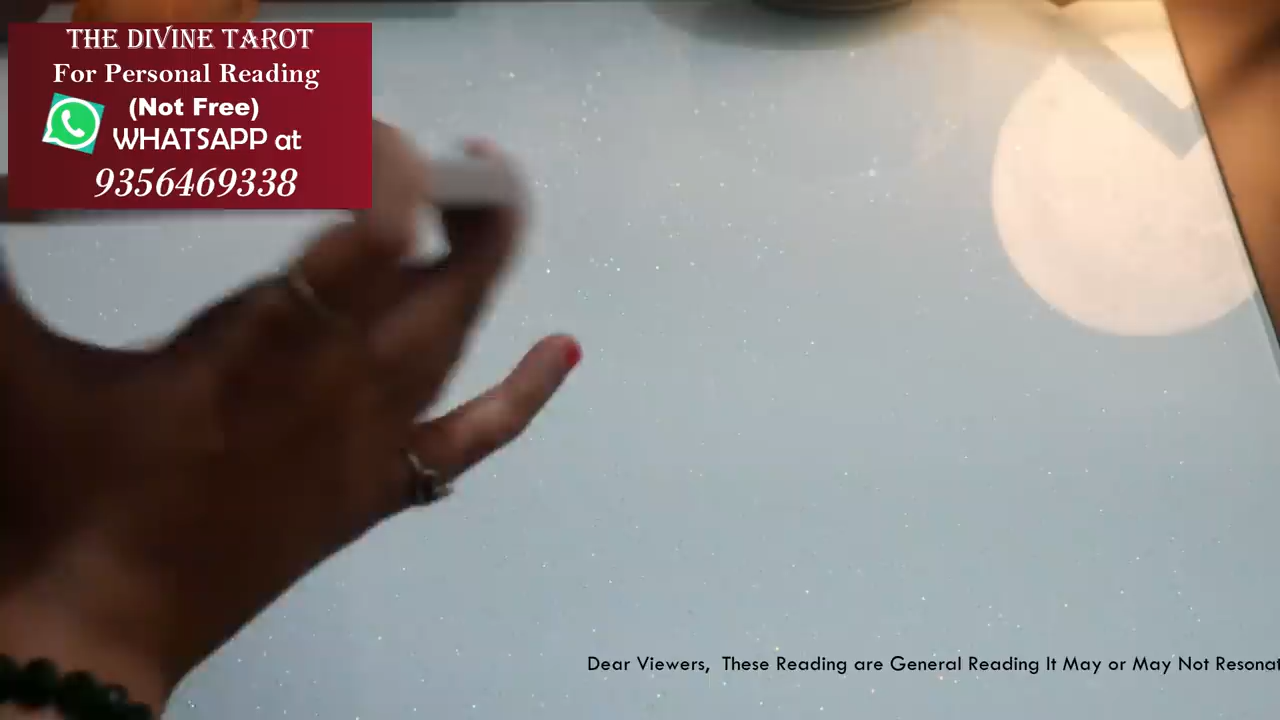 THE DIVINE TAROT
For Personal Reading
(Not Free)
WHATSAPP at
9356469338
Dear Viewers, These Reading are General Reading It May or May Not